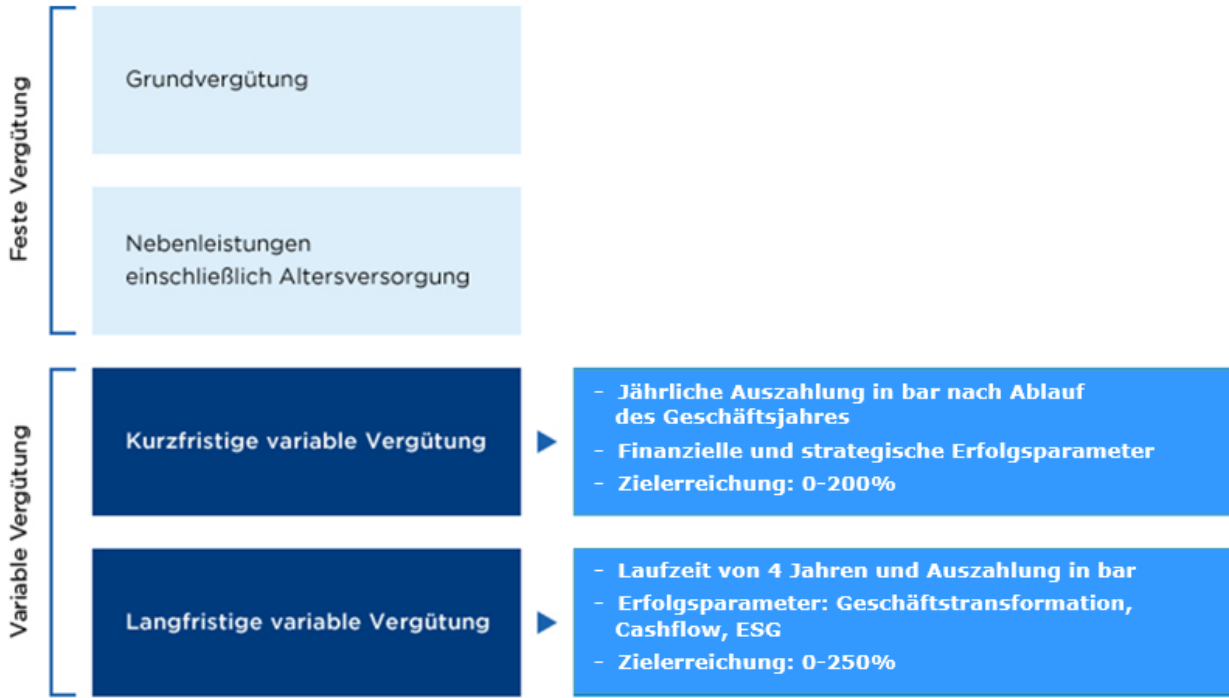 Feste Vergütung
Grundvergütung
Nebenleistungen
einschließlich Altersversorgung
Variable Vergütung
Kurzfristige variable Vergütung
- Jährliche Auszahlung in bar nach Ablauf
des Geschäftsjahres
- Finanzielle und strategische Erfolgsparameter
- Zielerreichung: 0-200%
Langfristige variable Vergütung
- Laufzeit von 4 Jahren und Auszahlung in bar
- Erfolgsparameter: Geschäftstransformation,
Cashflow, ESG
- Zielerreichung: 0-250%